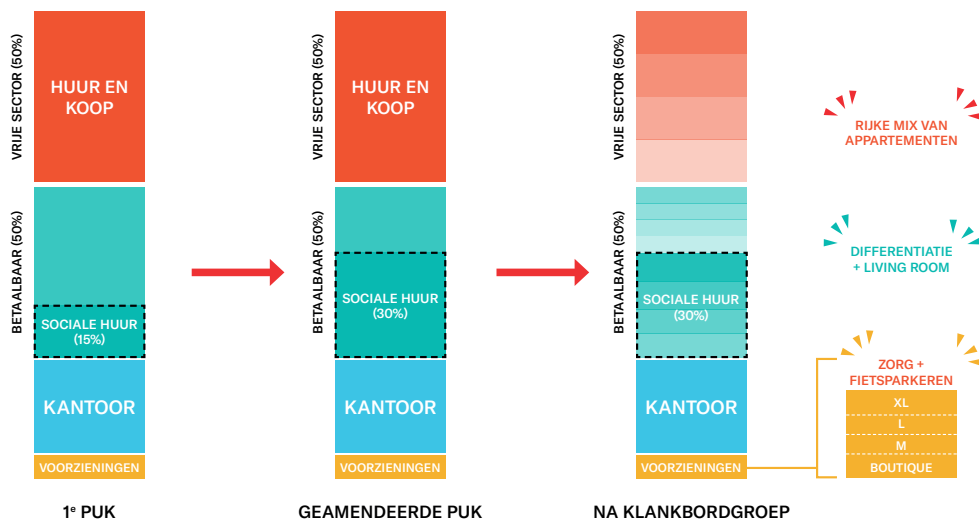 VRIJE SECTOR (50%)
HUUR EN
KOOP
BETAALBAAR (50%)
SOCIALE HUUR
(15%)
KANTOOR
VOORZIENINGEN
1e PUK
VRIJE SECTOR (50%)
HUUR EN
KOOP
BETAALBAAR (50%)
SOCIALE HUUR
(30%)
KANTOOR
VOORZIENINGEN
GEAMENDEERDE PUK
VRIJE SECTOR (50%)
BETAALBAAR (50%)
SOCIALE HUUR
(30%)
KANTOOR
VOORZIENINGEN
NA KLANKBORDGROEP
RIJKE MIX VAN
APPARTEMENTEN
DIFFERENTIATIE
+ LIVING ROOM
ZORG +
FIETSPARKEREN
XL
L
M
BOUTIQUE